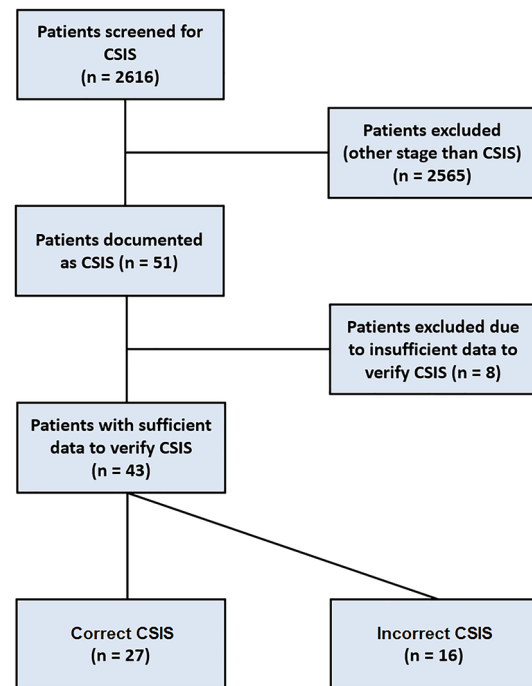 Patients screened for
CSIS
(n = 2616)
Patients excluded
(other stage than CSIS)
(n = 2565)
Patients documented
as CSIS (n = 51)
Patients excluded due
to insufficient data to
verify CSIS (n = 8)
Patients with sufficient
data to verify CSIS
(n = 43)
Correct CSIS
(n = 27)
Incorrect CSIS
(n = 16)